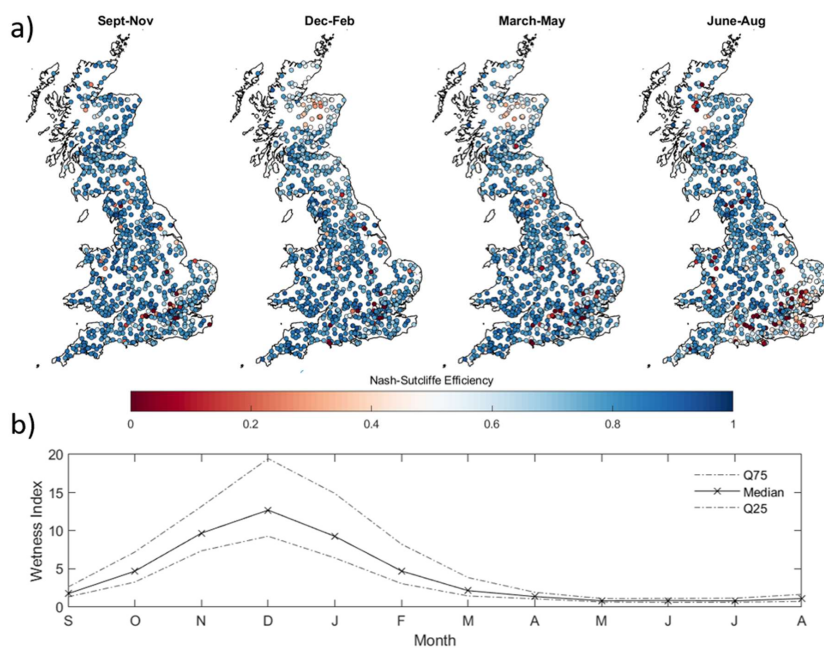 a)
Sept-Nov Dec-Feb March-May June-Aug
Nash-Sutcliffe Efficiency
0 0.2 0.4 0.6 0.8 1
b)
Wetness Index
20
15
10
5
0
Q75
Median
Q25
S O N D J F M A M J J A
Month